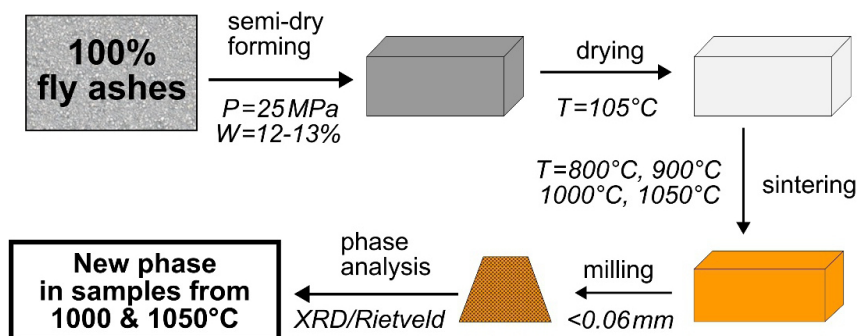 100%
fly ashes
semi-dry
forming
P=25MPa
W=12-13%
drying
T=105°C
T=800°C, 900°C
1000°C, 1050°C
sintering
milling
<0.06mm
phase
analysis
XRD/Rietveld
New phase
in samples from
1000 & 1050°C